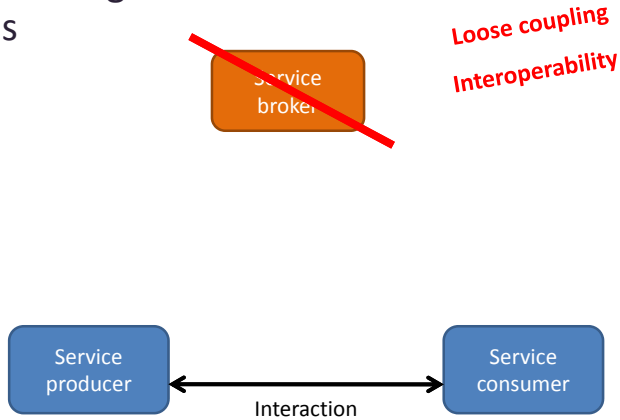 s
Loose coupling
Interoperability
Service
broker
Service
producer
Service
consumer
Interaction